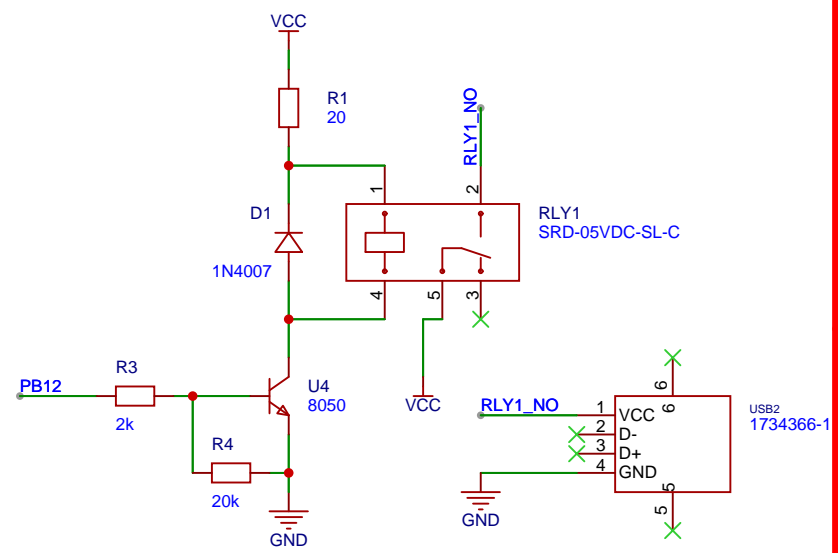 VCC
R1
20
RLY1_NO
1
2
D1
1N4007
RLY1
SRD-05VDC-SL-C
4
5
3
R3
PB12
2k
U4
8050
VCC
R4
20k
GND
RLY1_NO
GND
6
6
1
VCC
2
D-
3
D+
4
GND
5
5
USB2
1734366-1